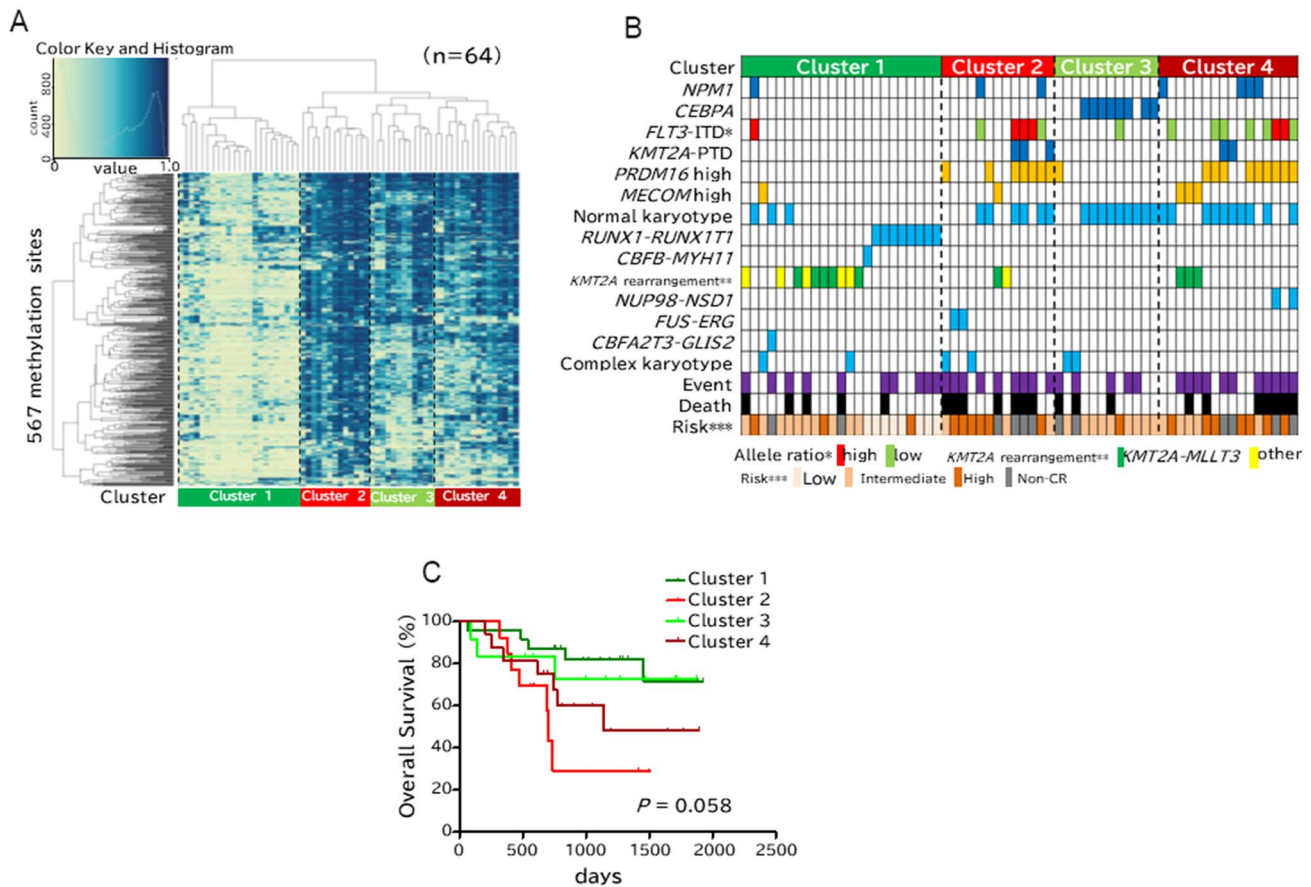 A
Color Key and Histogram
(n=64)
count
0 400 800
0 value 1.0
567 methylation sites
Cluster
Cluster 1 Cluster 2 Cluster 3 Cluster 4
B
Cluster Cluster 1 Cluster 2 Cluster 3 Cluster 4
NPM1
CEBPA
FLT3-ITD*
KMT2A-PTD
PRDM16 high
MECOM high
Normal karyotype
RUNX1-RUNX1T1
CBFB-MYH11
KMT2A rearrangement**
NUP98-NSD1
FUS-ERG
CBFA2T3-GLIS2
Complex karyotype
Event
Death
Risk***
Allele ratio* high low KMT2A rearrangement** KMT2A-MLLT3 other
Risk*** Low Intermediate High Non-CR
C
Cluster 1
Cluster 2
Cluster 3
Cluster 4
Overall Survival (%)
100
80
60
40
20
0
P = 0.058
0 500 1000 1500 2000 2500
days